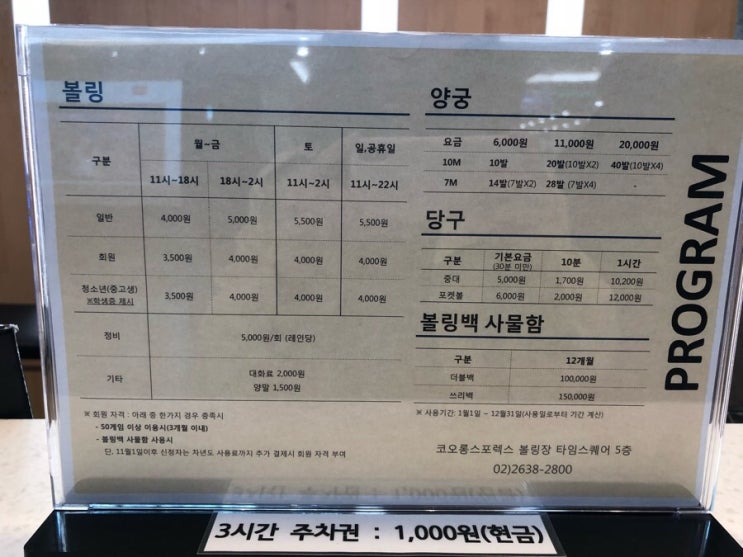 볼링
구분 월~금 토 일,공휴일
11시~18시 18시~2시 11시~2시 11시~22시
일반 4,000원 5,000원 5,500원 5,500원
회원 3,500원 4,000원 4,000원 4,000원
청소년(중고생) 3,500원 4,000원 4,000원 4,000원
※학생증 제시
정비 5,000원/회 (레인당)
기타 대화료 2,000원
양말 1,500원
※ 회원 자격 : 아래 중 한가지 경우 충족시
- 50게임 이상 이용시(3개월 이내)
- 볼링백 사물함 사용시
단, 11월1일이후 신청자는 차년도 사용료까지 추가 결제시 회원 자격 부여
양궁
요금 6,000원 11,000원 20,000원
10M 10발 20발(10발X2) 40발(10발X4)
7M 14발(7발X2) 28발 (7발X4) -
당구
구분 기본요금 10분 1시간
(30분 미만)
중대 5,000원 1,700원 10,200원
포켓볼 6,000원 2,000원 12,000원
볼링백 사물함
구분 12개월
더블백 100,000원
쓰리백 150,000원
※ 사용기간: 1월1일 ~ 12월31일(사용일로부터 기간 계산)
코오롱스포렉스 볼링장 타임스퀘어 5층
02)2638-2800
PROGRAM
3시간 주차권 : 1,000원(현금)